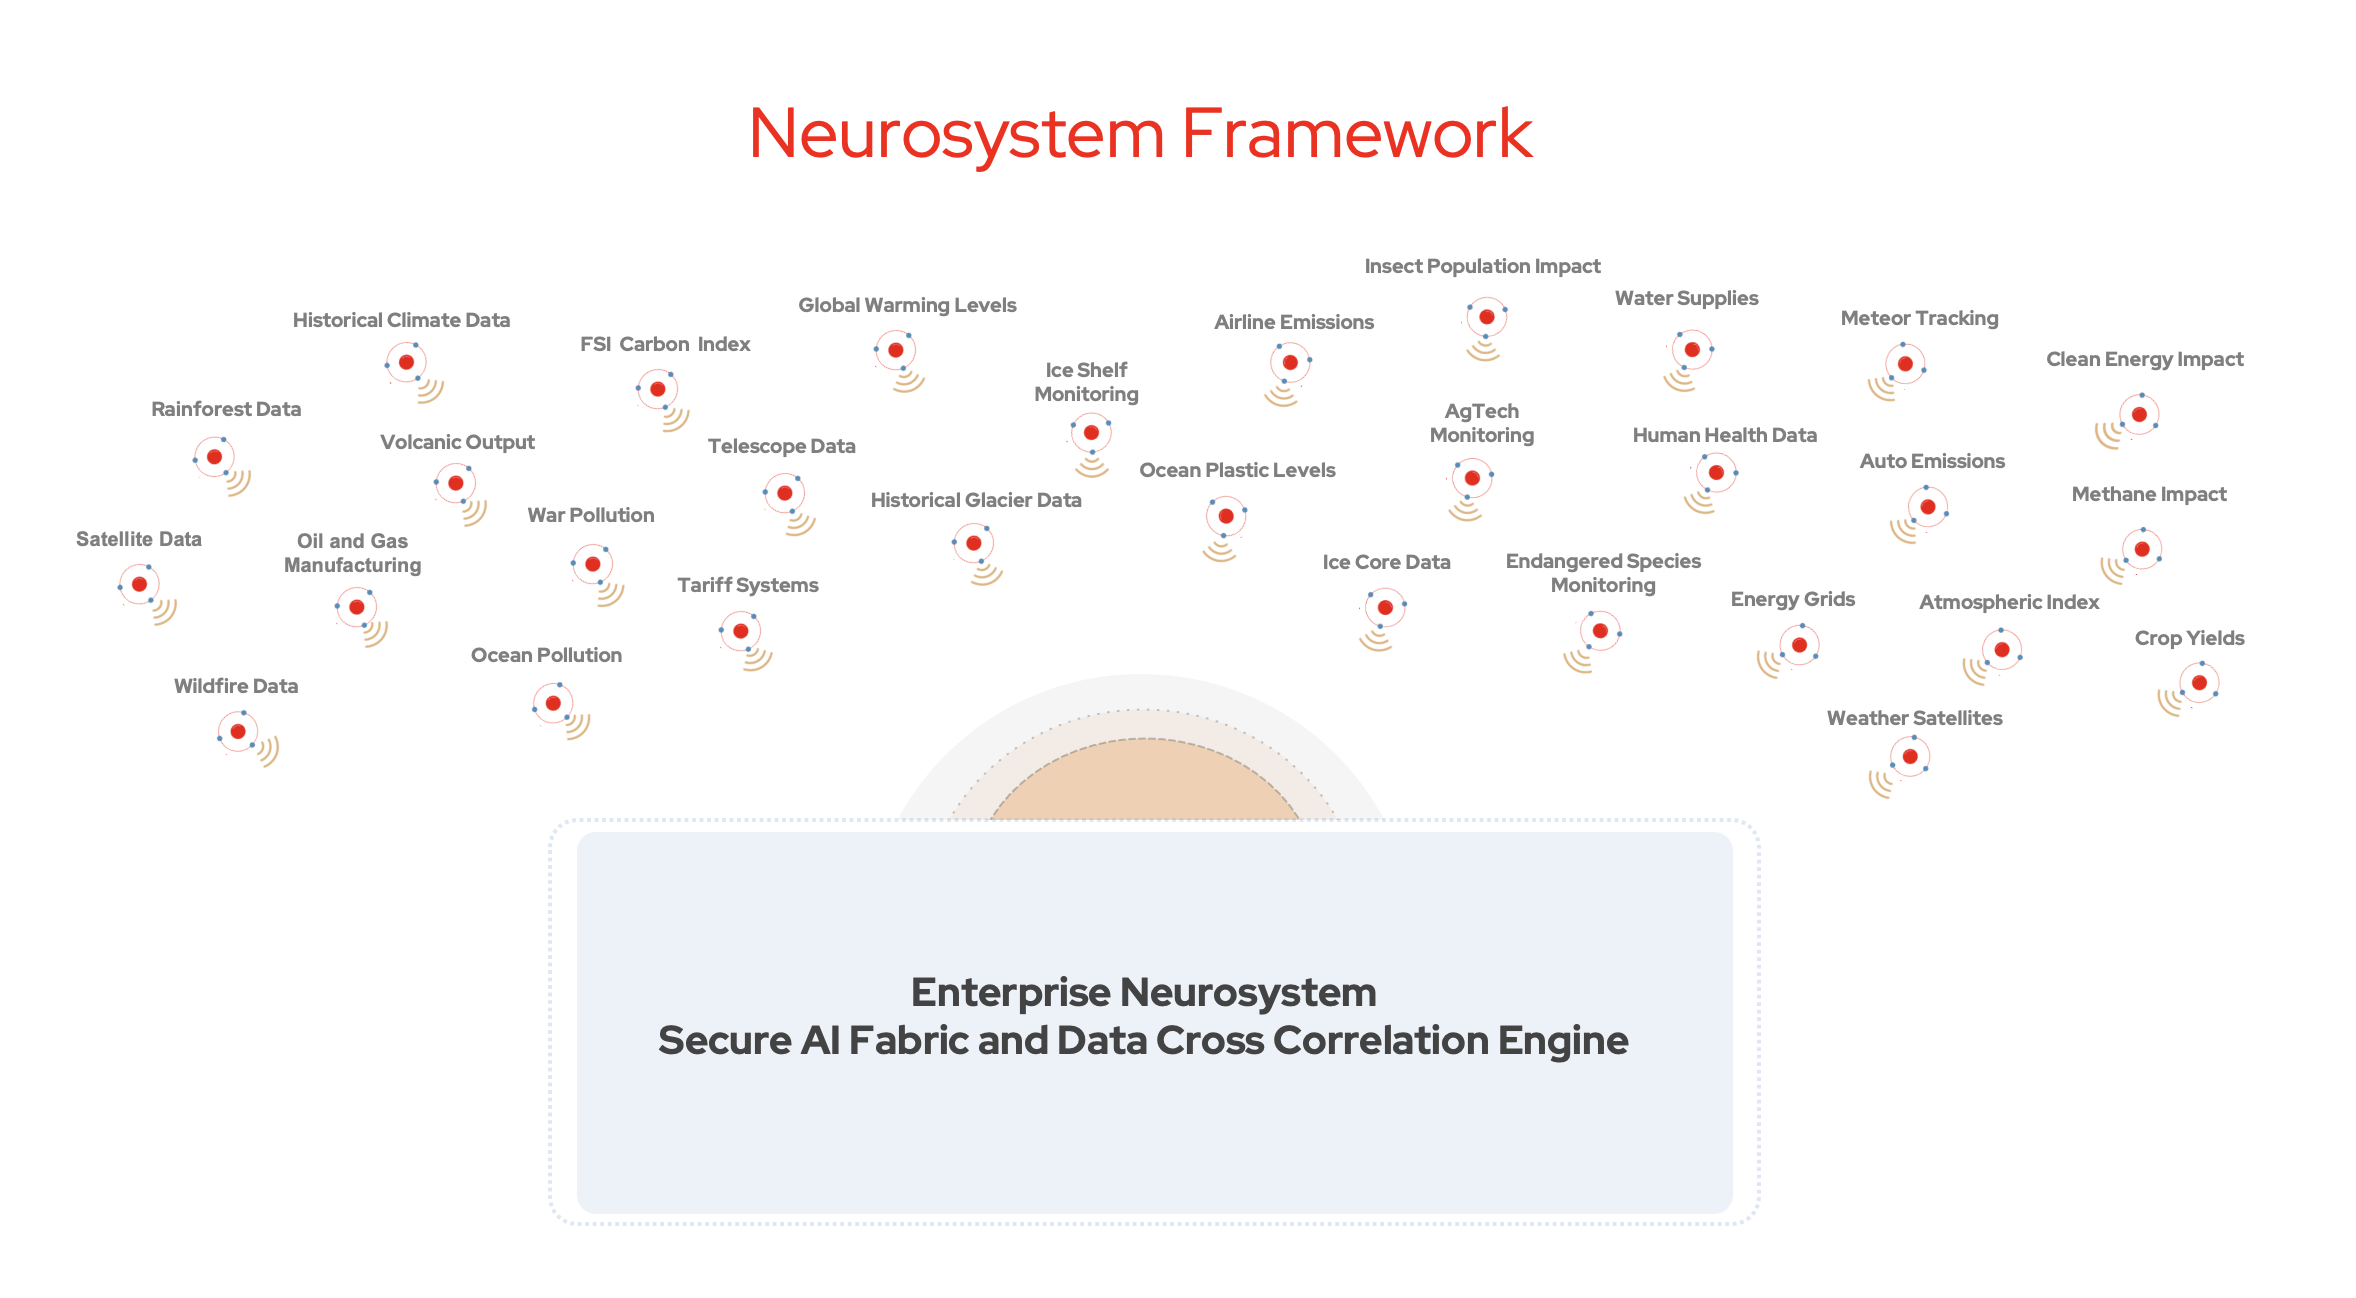 Neurosystem Framework
Insect Population Impact
Water Supplies
Global Warming Levels
Meteor Tracking
Historical Climate Data
Airline Emissions
FSI Carbon Index
Clean Energy Impact
Ice Shelf
Monitoring
Rainforest Data
AgTech
Monitoring
Human Health Data
Volcanic Output
Telescope Data
Auto Emissions
Ocean Plastic Levels
Methane Impact
Historical Glacier Data
War Pollution
Satellite Data
Oil and Gas
Manufacturing
Ice Core Data
Endangered Species
Monitoring
Tariff Systems
Energy Grids
Atmospheric Index
Crop Yields
Ocean Pollution
Wildfire Data
Weather Satellites
Enterprise Neurosystem
Secure AI Fabric and Data Cross Correlation Engine